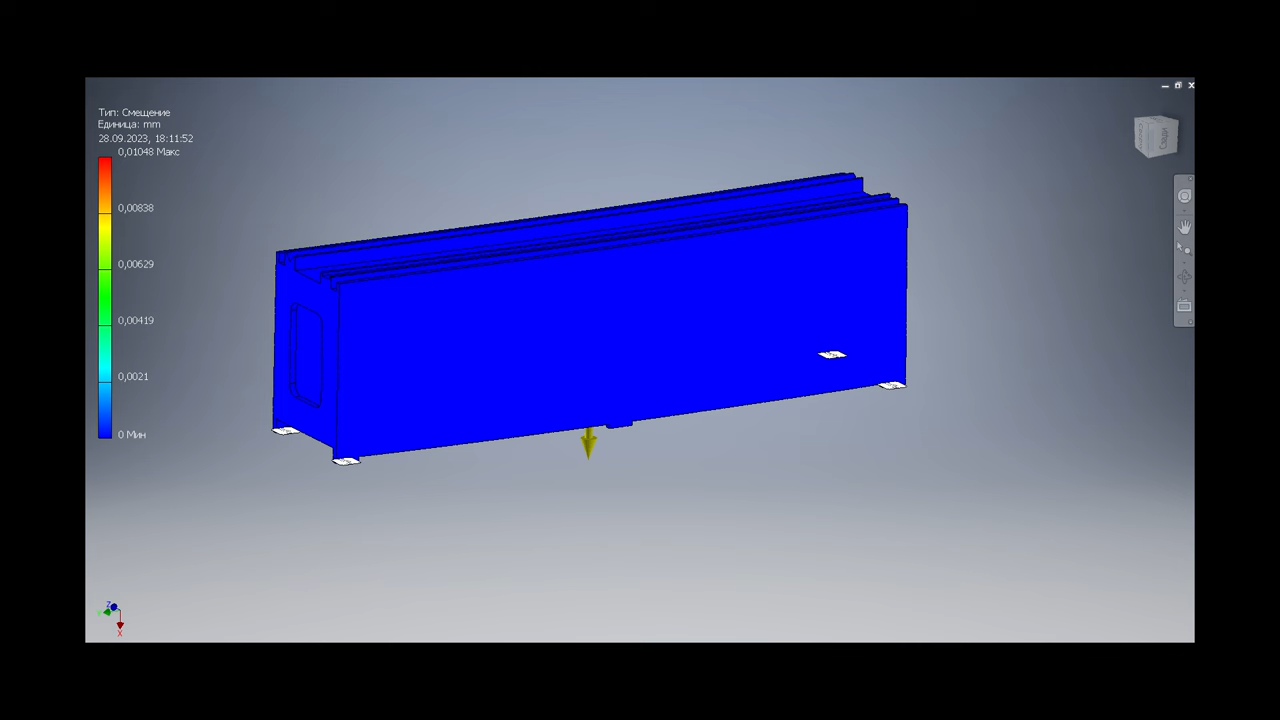 Тип: Смещение
Единица: mm
28.09.2023, 18:11:52
0,01048 Макс
0,00838
0,00629
0,00419
0,0021
0 Мин
Сзади
Z
X